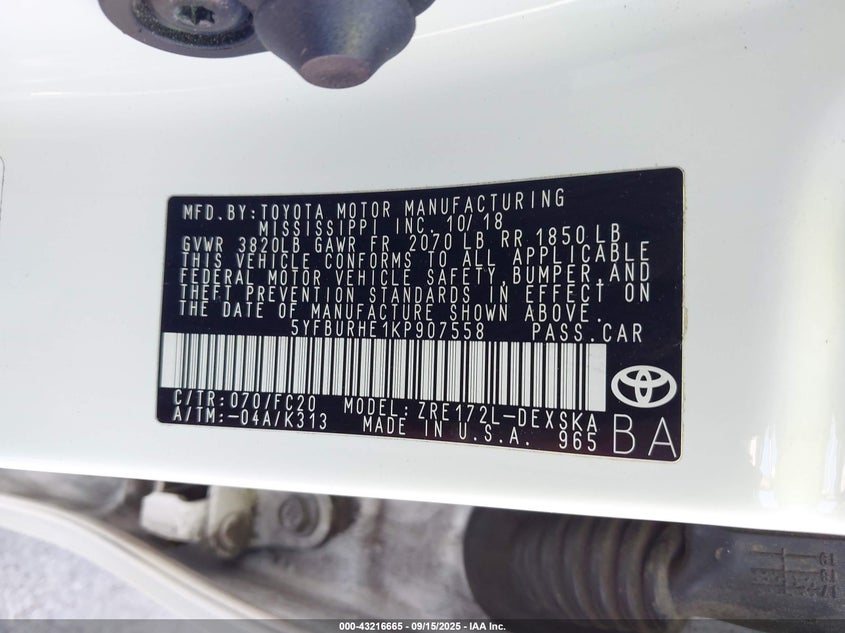 MFD.BY:TOYOTA MOTOR MANUFACTURING
MISSISSIPPI INC. 10/18
GVWR 3820LB GAWR FR 2070 LB RR 1850 LB
THIS VEHICLE CONFORMS TO ALL APPLICABLE
FEDERAL MOTOR VEHICLE SAFETY,BUMPER,AND
THEFT PREVENTION STANDARDS IN EFFECT ON
THE DATE OF MANUFACTURE SHOWN ABOVE.
5YFBURHE1KP907558 PASS.CAR
C/TR:070/FC20 MODEL:ZRE172L-DEXSKA
A/TM:-04A/K313 MADE IN U.S.A. 965
BA
000-43216665 - 09/15/2025 - IAA Inc.